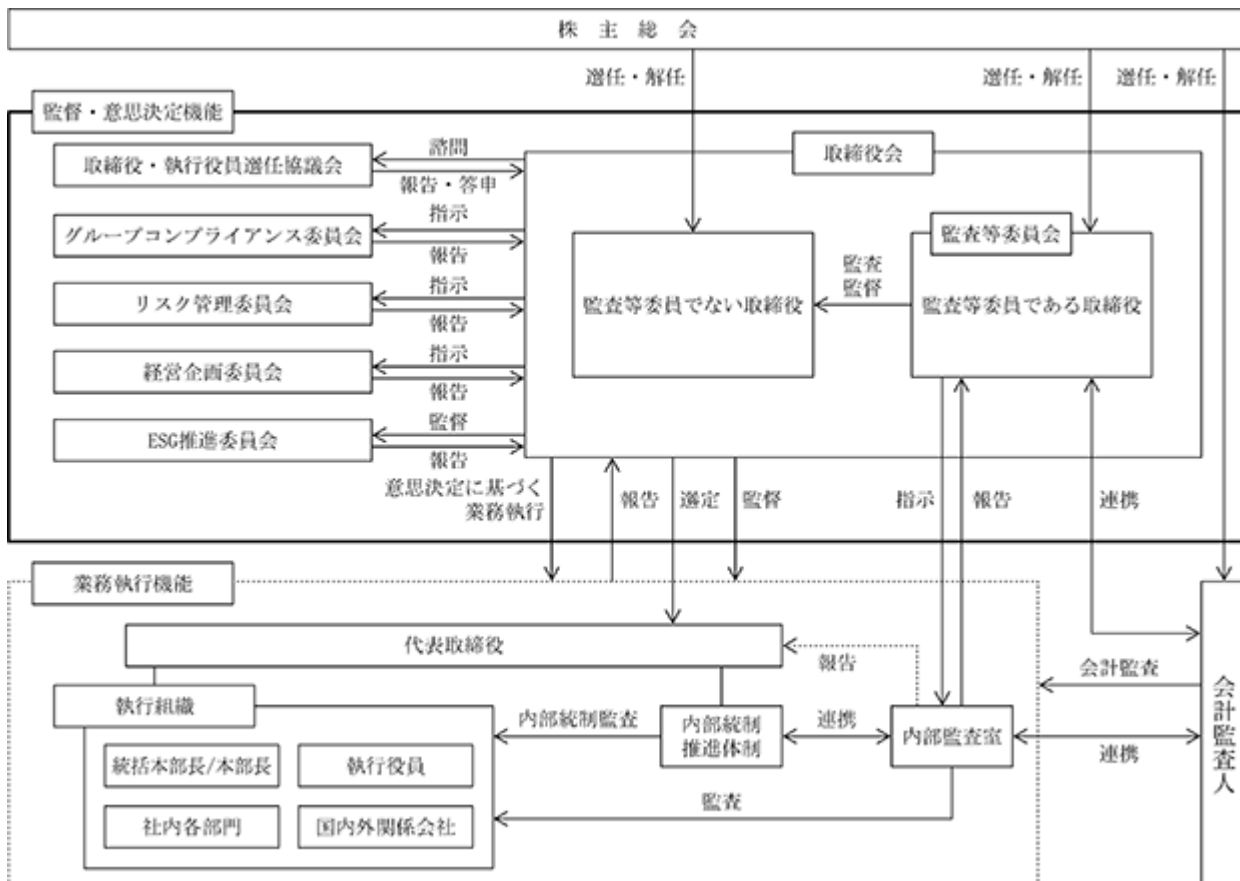 株主総会
選任・解任
選任・解任
選任・解任
監督・意思決定機能
取締役会
取締役・執行役員選任協議会
諮問
報告・答申
グループコンプライアンス委員会
指示
報告
リスク管理委員会
指示
報告
経営企画委員会
指示
報告
ESG推進委員会
監督
報告
監査等委員でない取締役
監査
監督
監査等委員会
監査等委員である取締役
意思決定に基づく
業務執行
報告
選定
監督
指示
報告
連携
業務執行機能
代表取締役
報告
執行組織
統括本部長/本部長
執行役員
社内各部門
国内外関係会社
内部統制監査
内部統制
推進体制
連携
内部監査室
監査
会計監査
連携
会計監査人